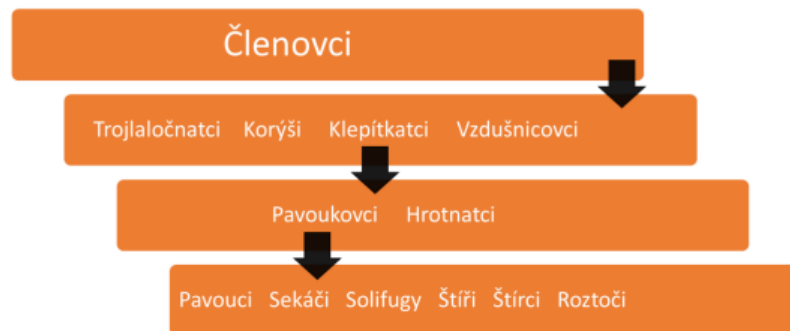 Členovci
Trojlaločnatci Korýši Klepítkatci Vzdušnicovci
Pavoukovci Hrotnatci
Pavouci Sekáči Solifugy Štíři Štírci Roztoči